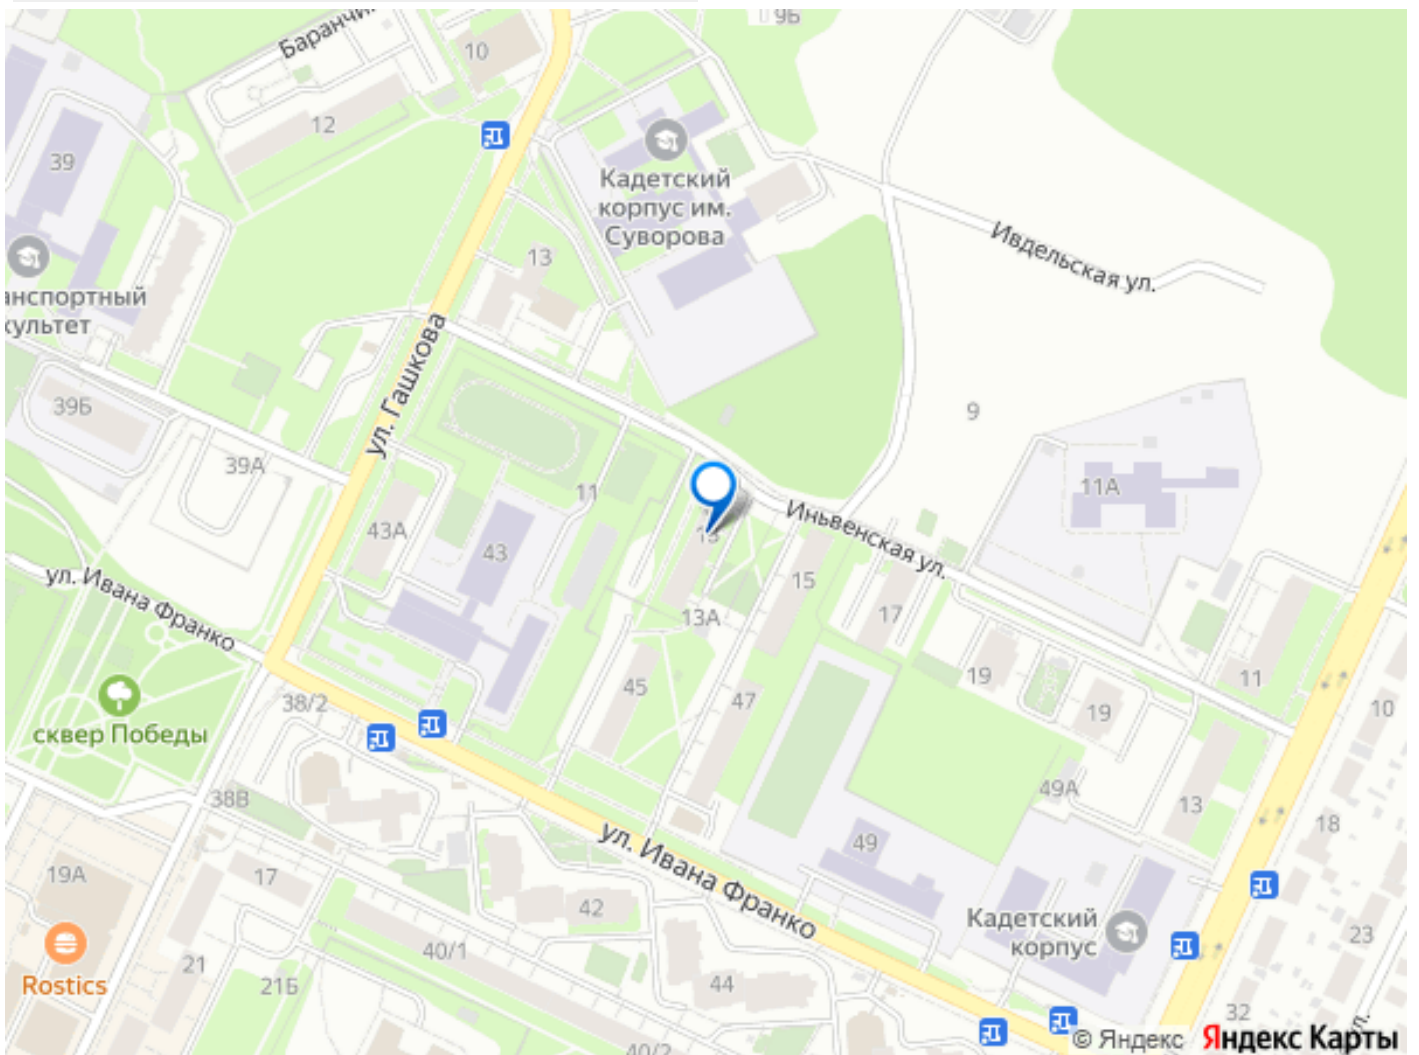 9Б
Баранчи
10
12
39
Кадетский
корпус им.
Суворова
Ивдельская ул.
13
анспортный
культет
ул. Гашкова
39Б
9
39А
11
11А
43А
43
13
Иньвенская ул.
ул. Ивана Франко
15
17
13А
45
47
19
19
11
10
38/2
сквер Победы
49А
13
18
38В
ул. Ивана Франко
49
19А
17
42
Кадетский
корпус
23
40/1
21
21Б
Rostics
44
32
ул.
40/2
© Яндекс Яндекс Карты